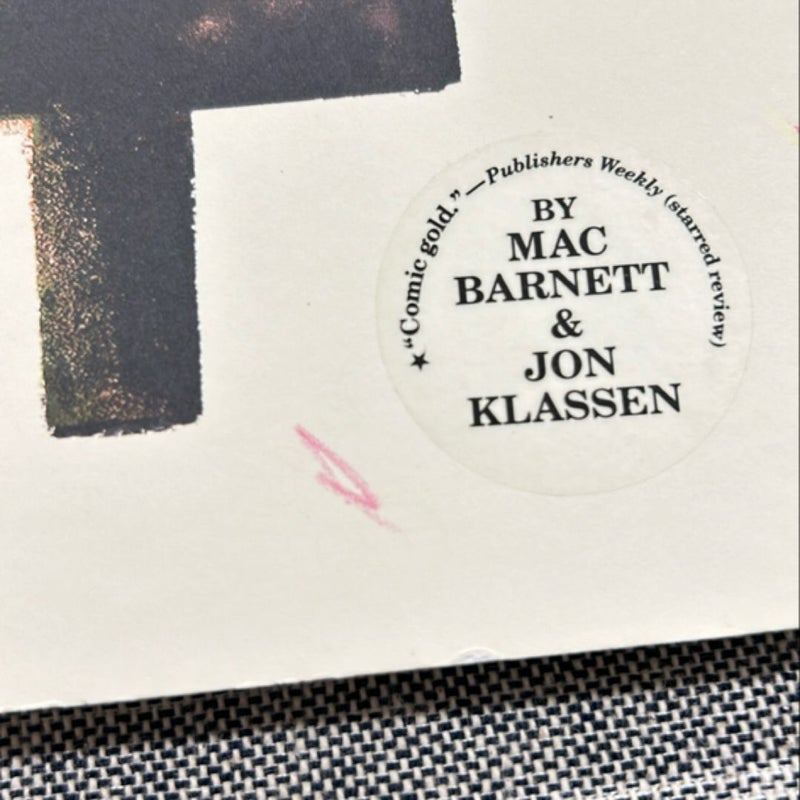 ★“Comic gold.” —Publishers Weekly (starred review)
BY
MAC
BARNETT
&
JON
KLASSEN